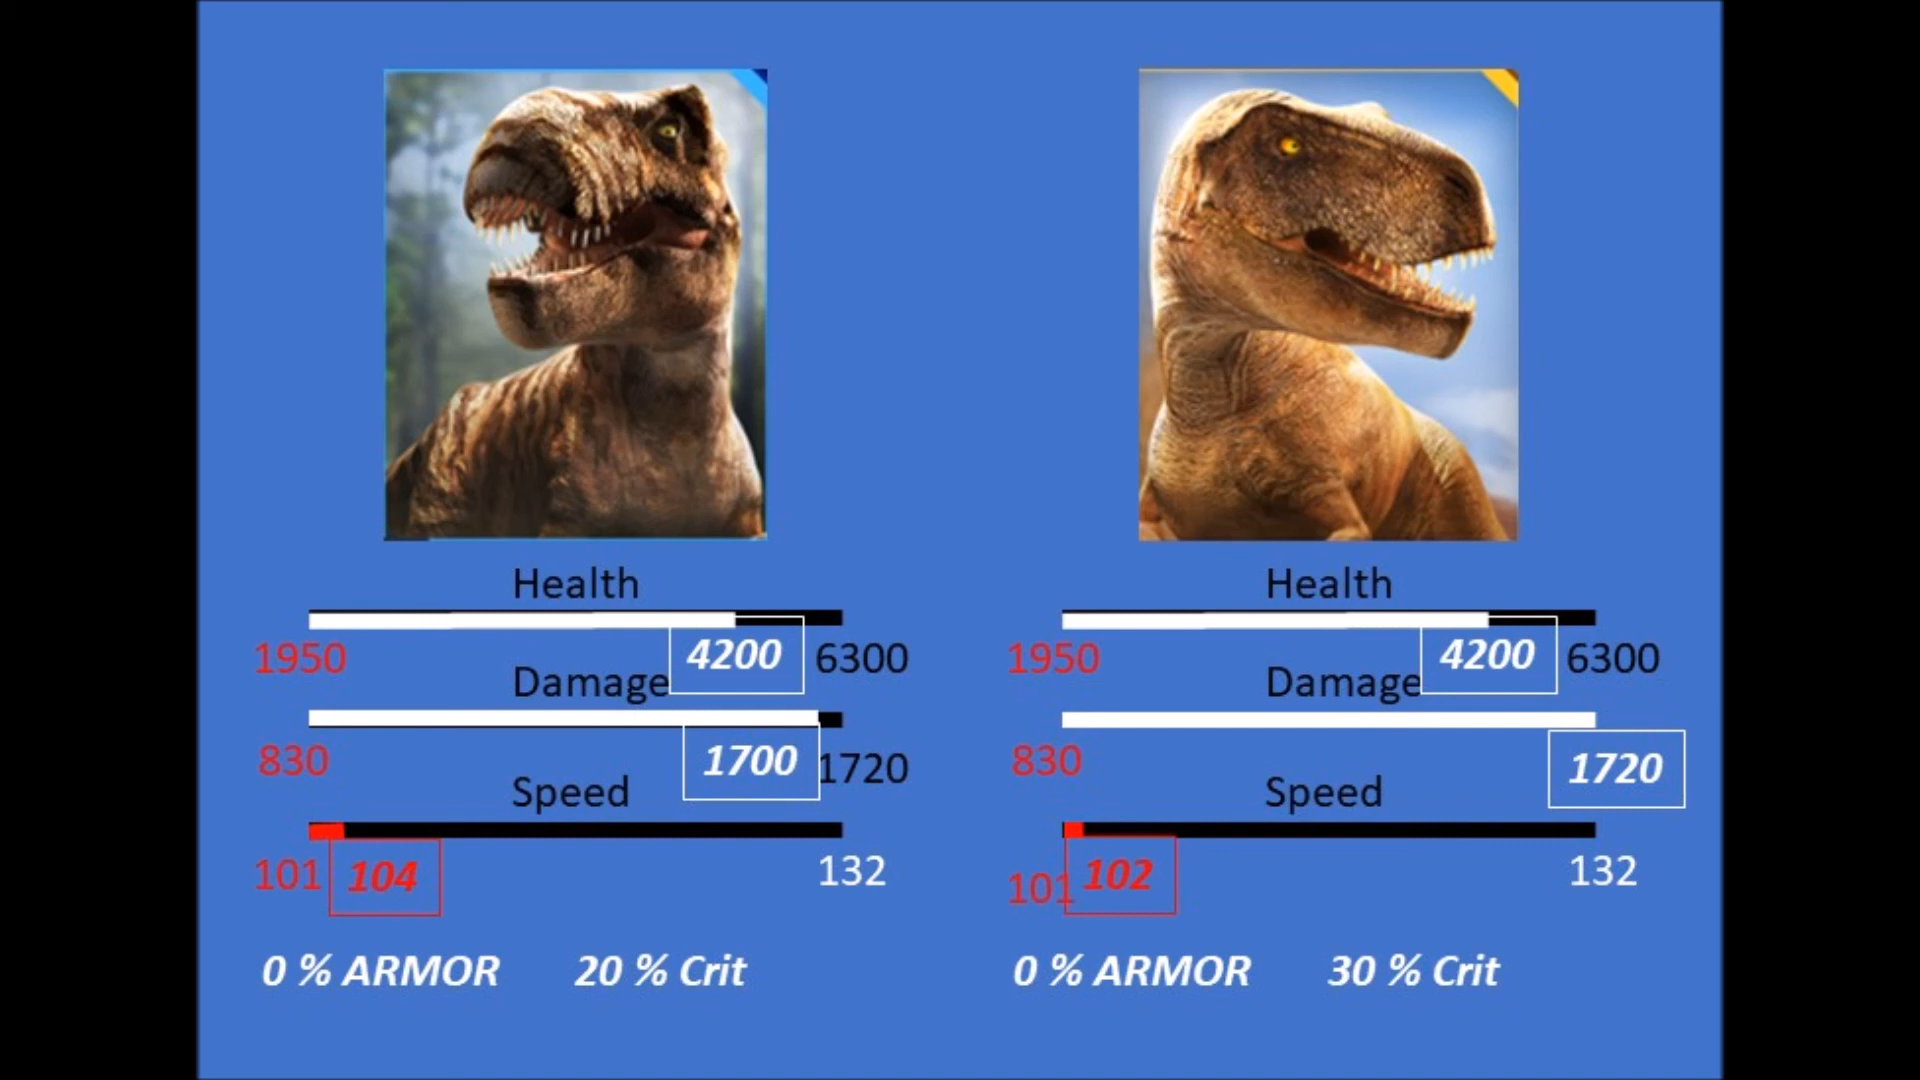 Health
1950 4200 6300
Damage
830 1700 1720
Speed
101 104 132
0 % ARMOR 20 % Crit
Health
1950 4200 6300
Damage
830 1720
Speed
101 102 132
0 % ARMOR 30 % Crit